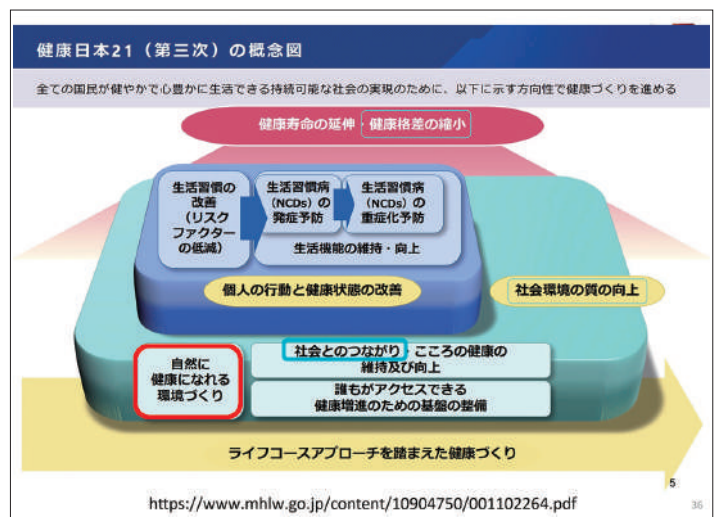 健康日本21（第三次）の概念図
全ての国民が健やかで心豊かに生活できる持続可能な社会の実現のために、以下に示す方向性で健康づくりを進める
健康寿命の延伸・健康格差の縮小
生活習慣の
改善
（リスク
ファクター
の低減）
生活習慣病
（NCDs）の
発症予防
生活習慣病
（NCDs）の
重症化予防
生活機能の維持・向上
個人の行動と健康状態の改善
社会環境の質の向上
自然に
健康になれる
環境づくり
社会とのつながり・こころの健康の
維持及び向上
誰もがアクセスできる
健康増進のための基盤の整備
ライフコースアプローチを踏まえた健康づくり
5
https://www.mhlw.go.jp/content/10904750/001102264.pdf
36